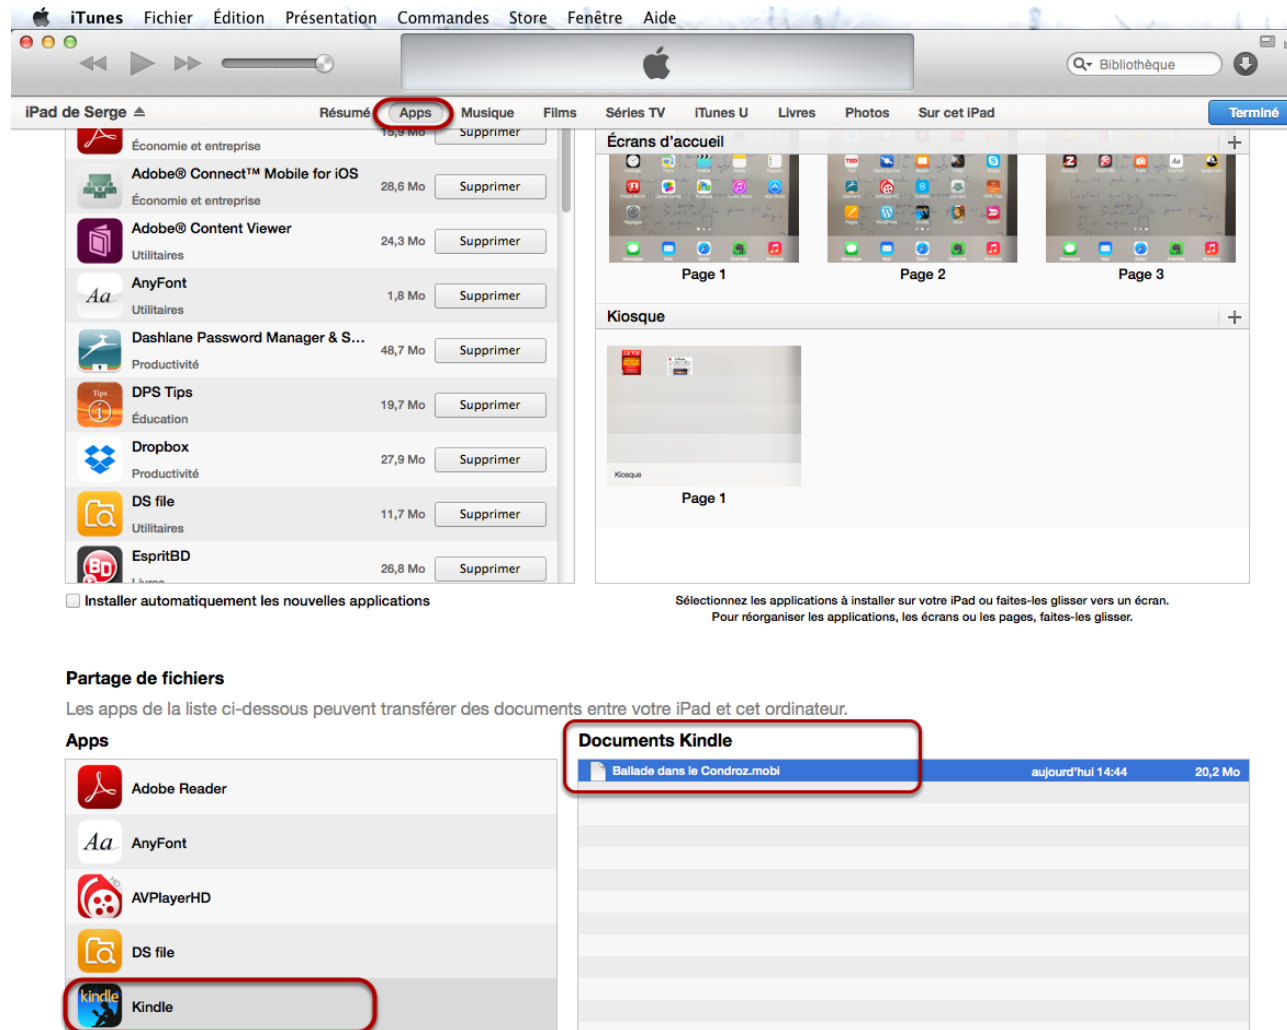 iTunes Fichier Édition Présentation Commandes Store Fenêtre Aide
Bibliothèque
iPad de Serge Résumé Apps Musique Films Séries TV iTunes U Livres Photos Sur cet iPad Terminé
Économie et entreprise 15,9 Mo Supprimer
Adobe® Connect™ Mobile for iOS
Économie et entreprise 28,6 Mo Supprimer
Adobe® Content Viewer
Utilitaires 24,3 Mo Supprimer
AnyFont
Utilitaires 1,8 Mo Supprimer
Dashlane Password Manager & S...
Productivité 48,7 Mo Supprimer
DPS Tips
Éducation 19,7 Mo Supprimer
Dropbox
Productivité 27,9 Mo Supprimer
DS file
Utilitaires 11,7 Mo Supprimer
EspritBD
Livres 26,8 Mo Supprimer
Installer automatiquement les nouvelles applications
Écrans d'accueil
Page 1 Page 2 Page 3
Kiosque
Kiosque
Page 1
Sélectionnez les applications à installer sur votre iPad ou faites-les glisser vers un écran.
Pour réorganiser les applications, les écrans ou les pages, faites-les glisser.
Partage de fichiers
Les apps de la liste ci-dessous peuvent transférer des documents entre votre iPad et cet ordinateur.
Apps
Adobe Reader
AnyFont
AVPlayerHD
DS file
kindle
Kindle
Documents Kindle
Ballade dans le Condroz.mobi aujourd'hui 14:44 20,2 Mo